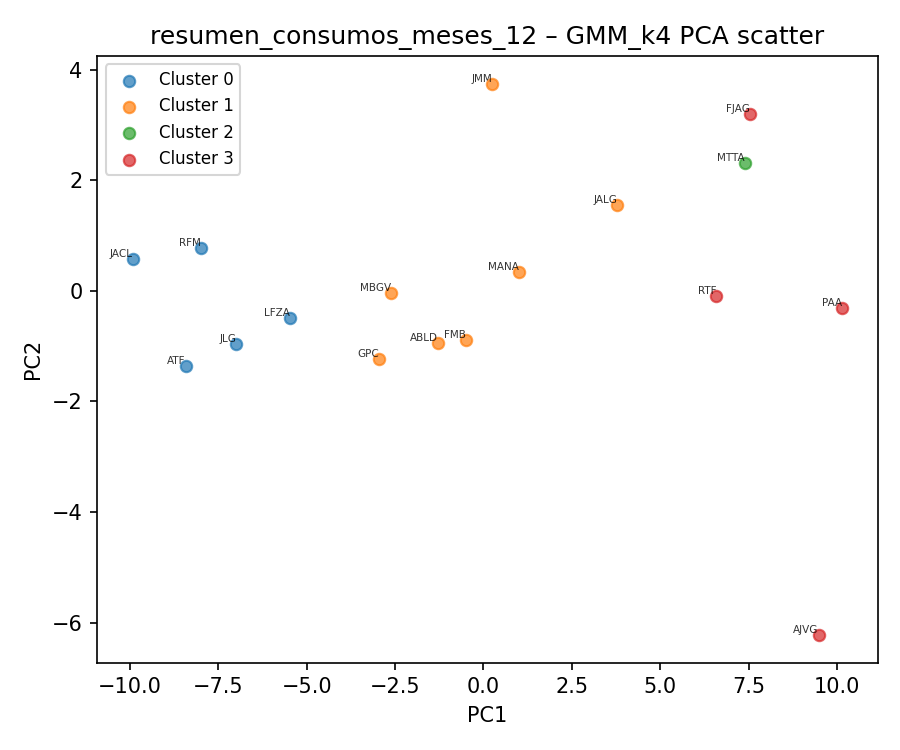 resumen_consumos_meses_12 – GMM_k4 PCA scatter
Cluster 0
Cluster 1
Cluster 2
Cluster 3
JMM
FJAG
MTTA
JALG
RFM
JACL
MANA
MBGV
RTF
PAA
LFZA
JLG
ABLD
FMB
GPC
ATF
AJVG
4
2
0
−2
−4
−6
PC2
−10.0
−7.5
−5.0
−2.5
0.0
2.5
5.0
7.5
10.0
PC1